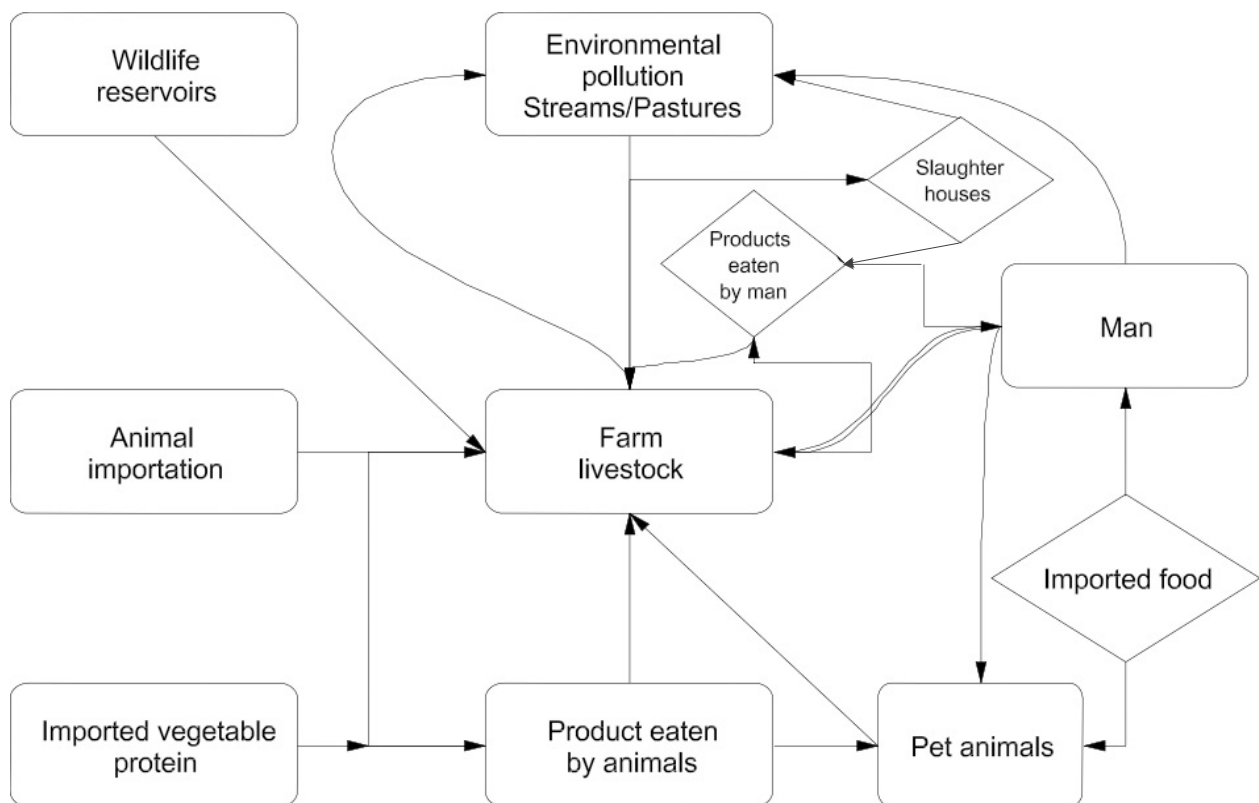 Wildlife
reservoirs
Environmental
pollution
Streams/Pastures
Slaughter
houses
Products
eaten
by man
Man
Animal
importation
Farm
livestock
Imported food
Imported vegetable
protein
Product eaten
by animals
Pet animals